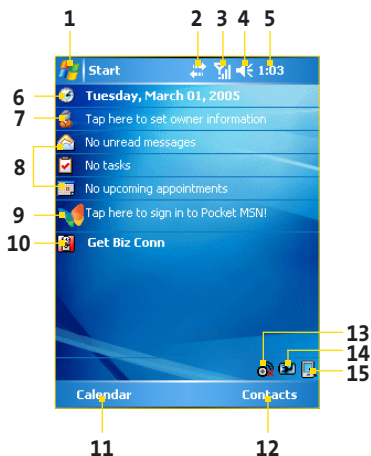 1 2 3 4 5
Start 1:03
6 Tuesday, March 01, 2005
7 Tap here to set owner information
No unread messages
8 No tasks
No upcoming appointments
9 Tap here to sign in to Pocket MSN!
10 Get Biz Conn
13
14
15
Calendar Contacts
11 12